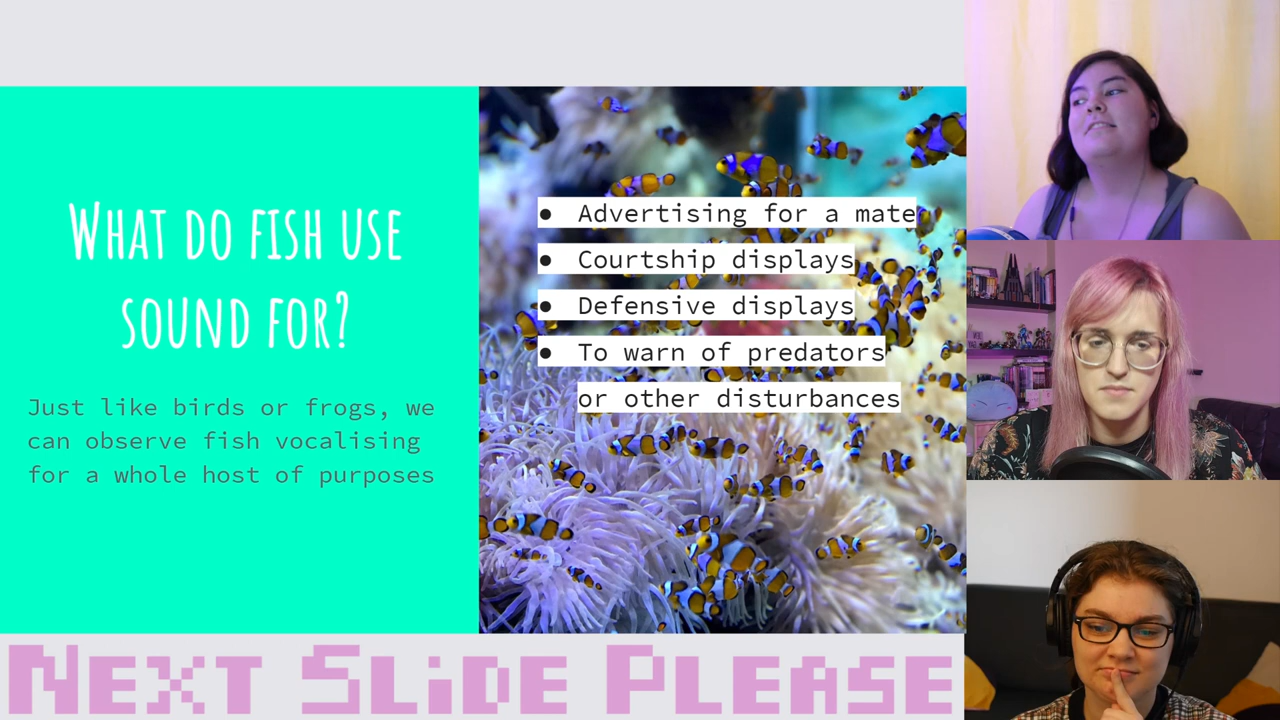 WHAT DO FISH USE
SOUND FOR?
Just like birds or frogs, we
can observe fish vocalising
for a whole host of purposes
● Advertising for a mate
● Courtship displays
● Defensive displays
● To warn of predators
or other disturbances
NEXT SLIDE PLEASE